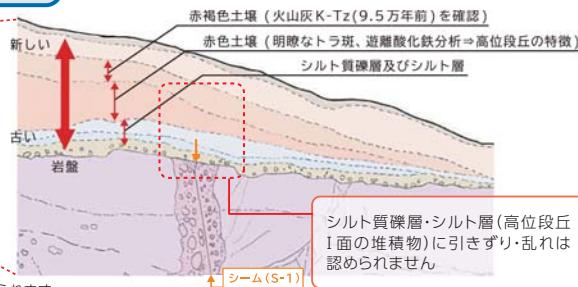 赤褐色土壌(火山灰K-Tz(9.5万年前)を確認)
赤色土壌(明瞭なトラ斑、遊離酸化鉄分析⇒高位段丘の特徴)
シルト質礫層及びシルト層
新しい
古い
岩盤
シルト質礫層・シルト層(高位段丘
Ⅰ面の堆積物)に引きずり・乱れは
認められません
シーム(S-1)